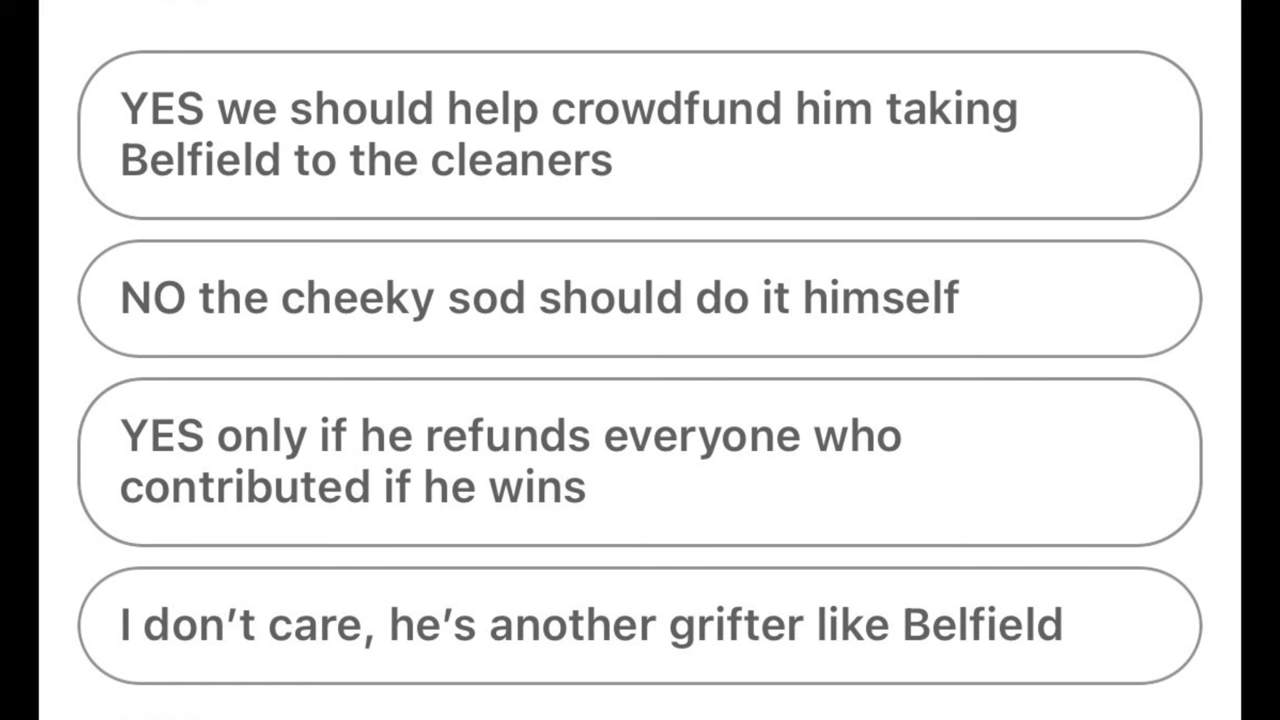 YES we should help crowdfund him taking
Belfield to the cleaners
NO the cheeky sod should do it himself
YES only if he refunds everyone who
contributed if he wins
I don’t care, he’s another grifter like Belfield